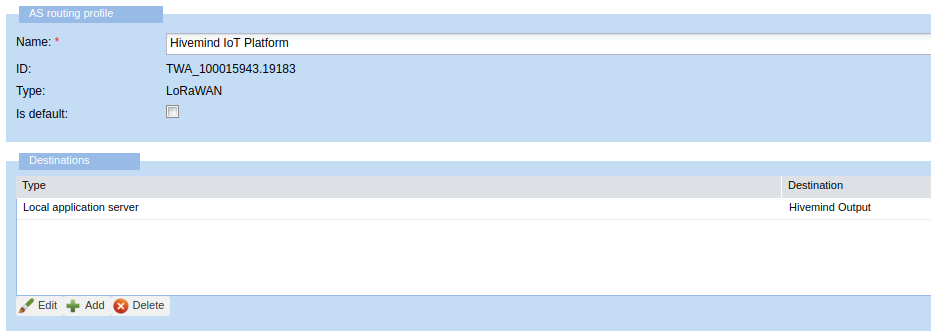 AS routing profile
Name: * Hivemind IoT Platform
ID: TWA_100015943.19183
Type: LoRaWAN
Is default:
Destinations
Type Destination
Local application server Hivemind Output
Edit Add Delete